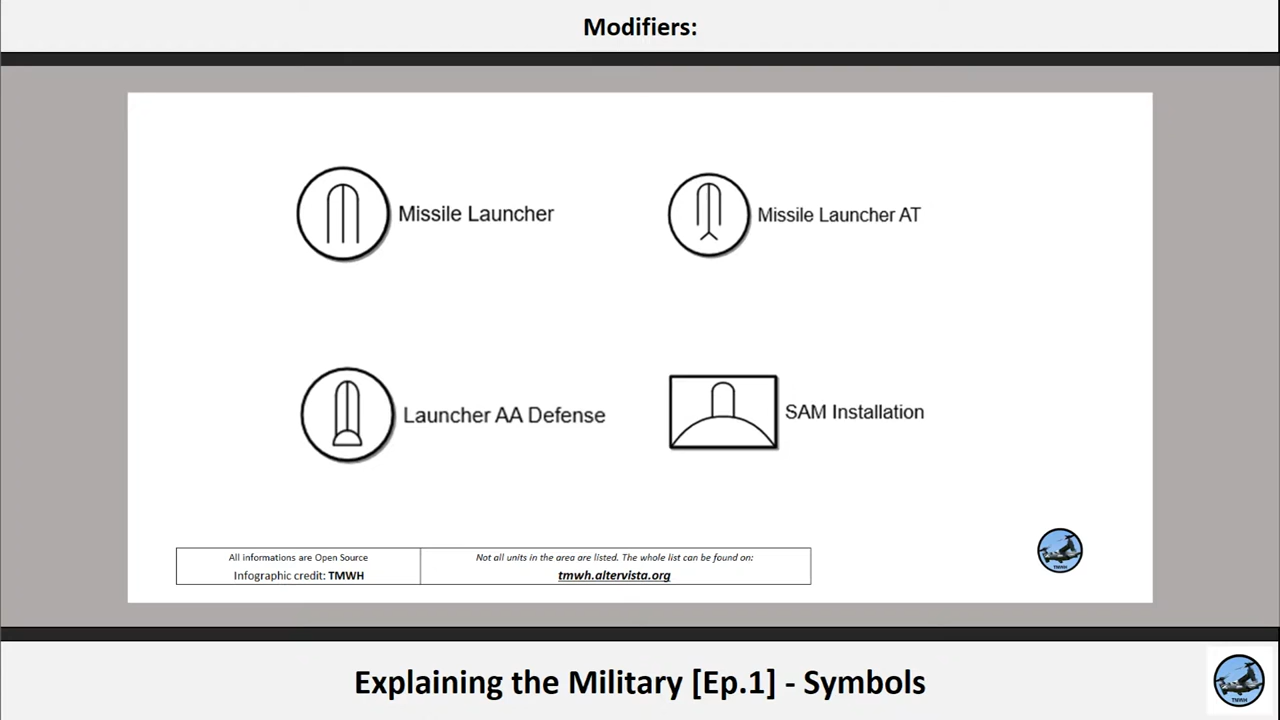 Modifiers:
Missile Launcher
Missile Launcher AT
Launcher AA Defense
SAM Installation
All informations are Open Source
Infographic credit: TMWH
Not all units in the area are listed. The whole list can be found on:
tmwh.altervista.org
TMWH
Explaining the Military [Ep.1] - Symbols
TMWH